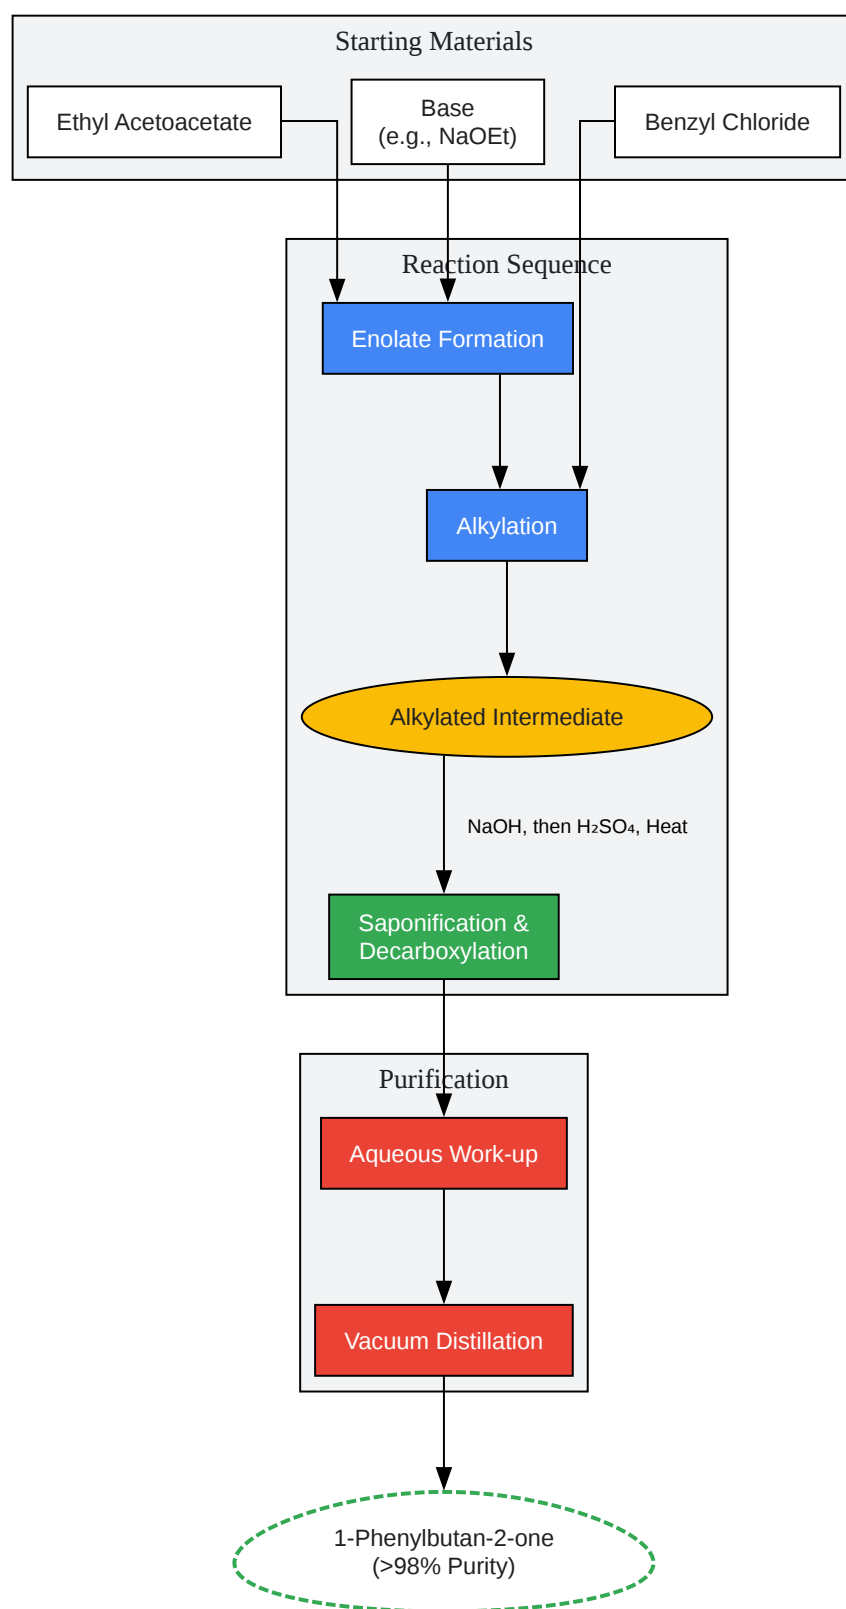 Starting Materials
Ethyl Acetoacetate
Base
(e.g., NaOEt)
Benzyl Chloride
Reaction Sequence
Enolate Formation
Alkylation
Alkylated Intermediate
NaOH, then H₂SO₄, Heat
Saponification &
Decarboxylation
Purification
Aqueous Work-up
Vacuum Distillation
1-Phenylbutan-2-one
(>98% Purity)